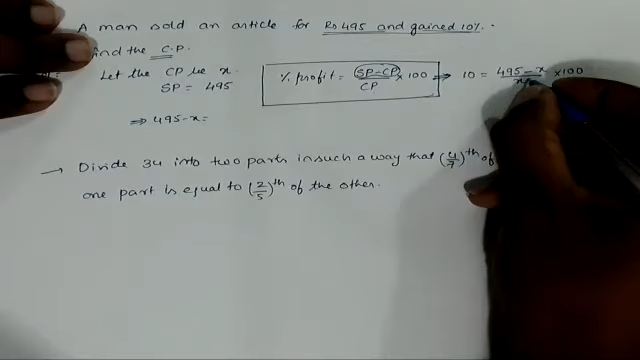 A man sold an article for Rs 495 and gained 10%.
find the C.P.
Let the CP be x.
SP = 495
% profit = (SP-CP)/CP × 100 ⇒ 10 = (495-x)/x × 100
⇒ 495-x=
→ Divide 34 into two parts in such a way that (4/7)th of
one part is equal to (2/5)th of the other.